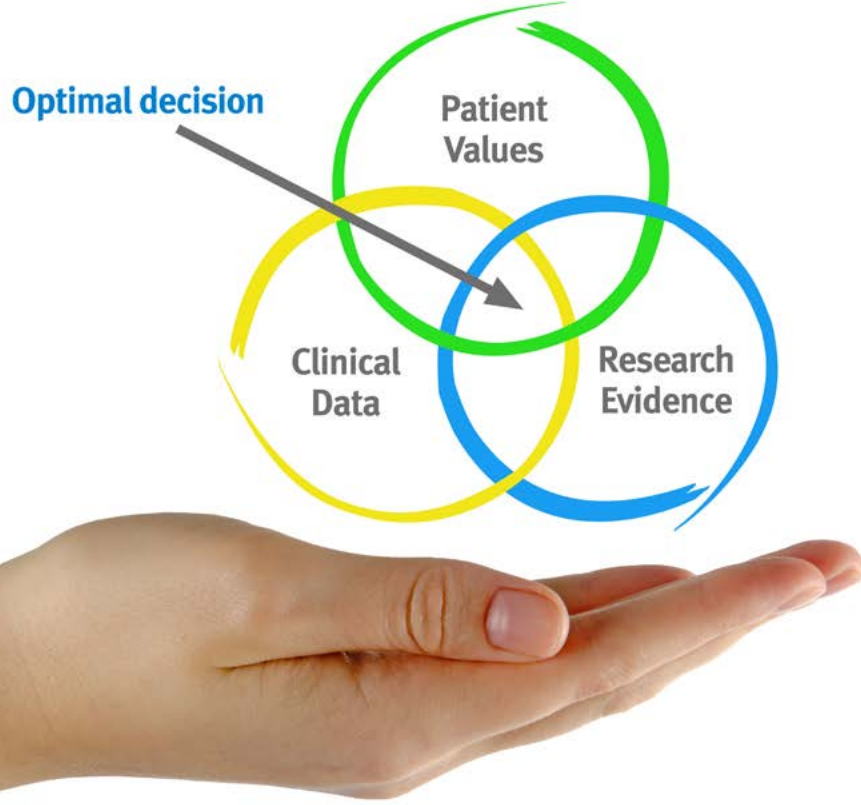 Optimal decision
Patient
Values
Clinical
Data
Research
Evidence